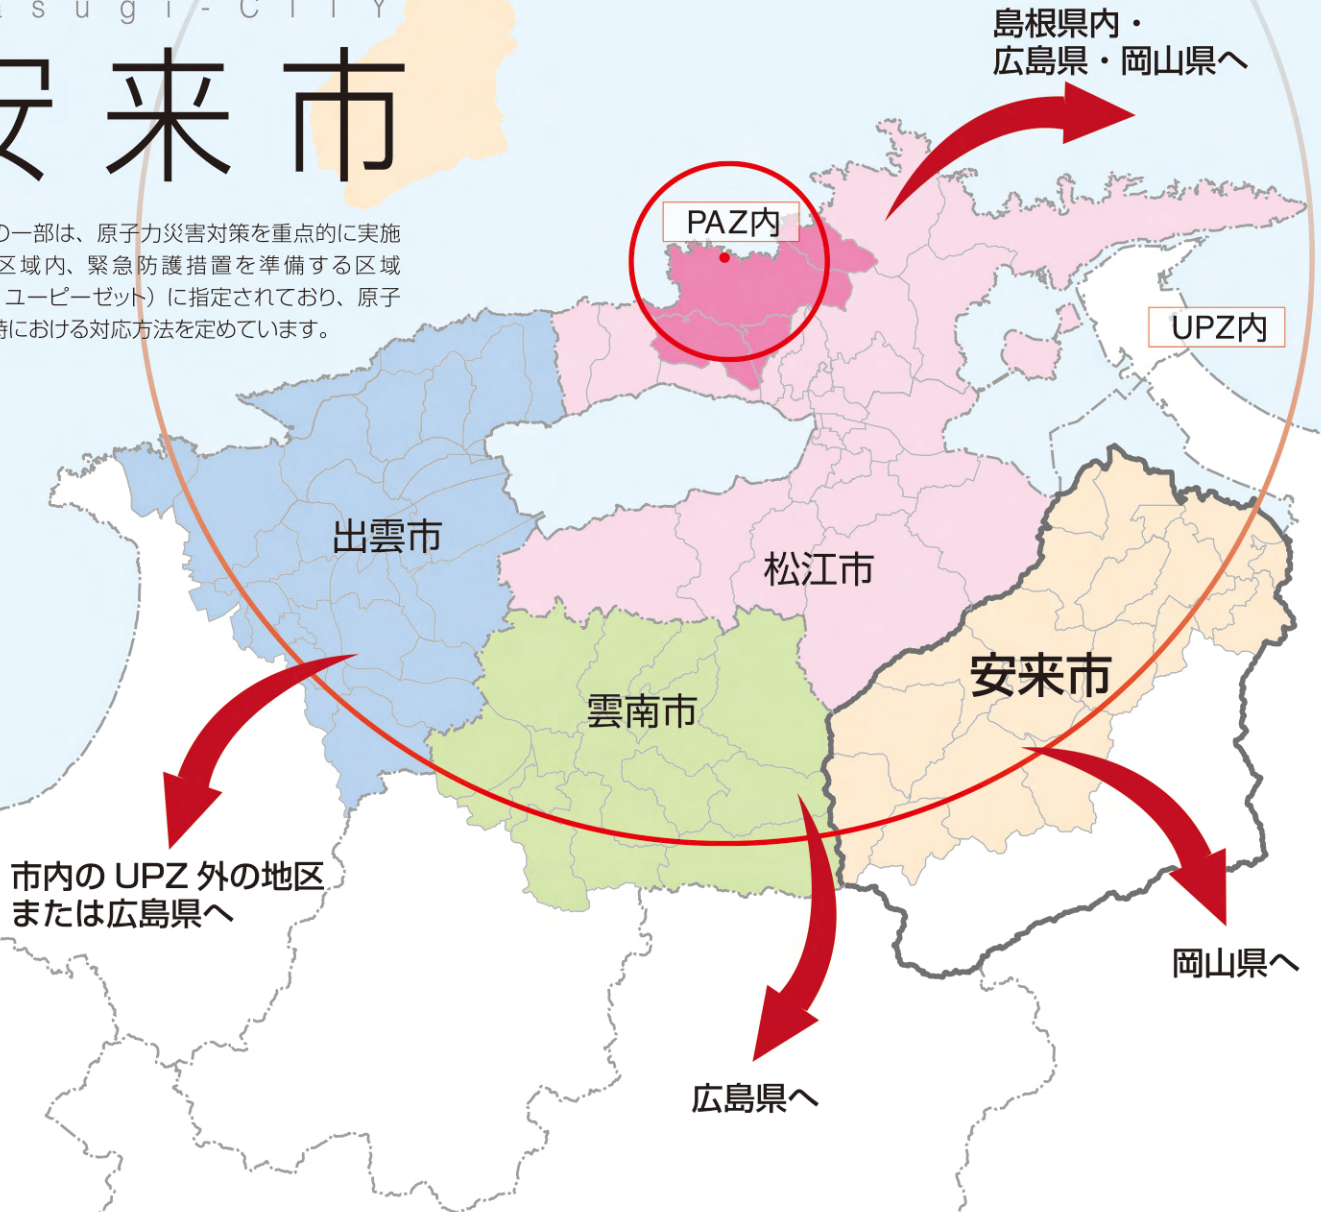 asugi-CITY
安来市
の一部は、原子力災害対策を重点的に実施
区域内、緊急防護措置を準備する区域
ユーピーゼット）に指定されており、原子
時における対応方法を定めています。
島根県内・
広島県・岡山県へ
PAZ内
UPZ内
出雲市
松江市
安来市
雲南市
市内の UPZ 外の地区
または広島県へ
岡山県へ
広島県へ